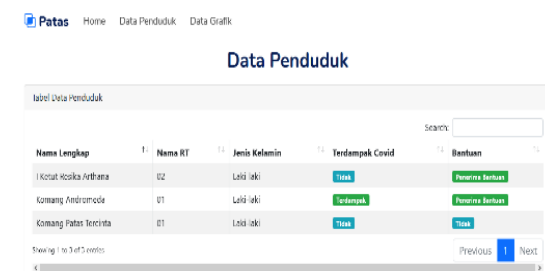 Patas Home Data Penduduk Data Grafik
Data Penduduk
Tabel Data Penduduk
Search:
Nama Lengkap Nama RT Jenis Kelamin Terdampak Covid Bantuan
I Ketut Resika Arthana 02 Laki-laki Tidak Penerima Bantuan
Komang Andromeda 01 Laki-laki Terdampak Penerima Bantuan
Komang Patas Tercinta 01 Laki-laki Tidak Tidak
Showing 1 to 3 of 3 entries
Previous 1 Next